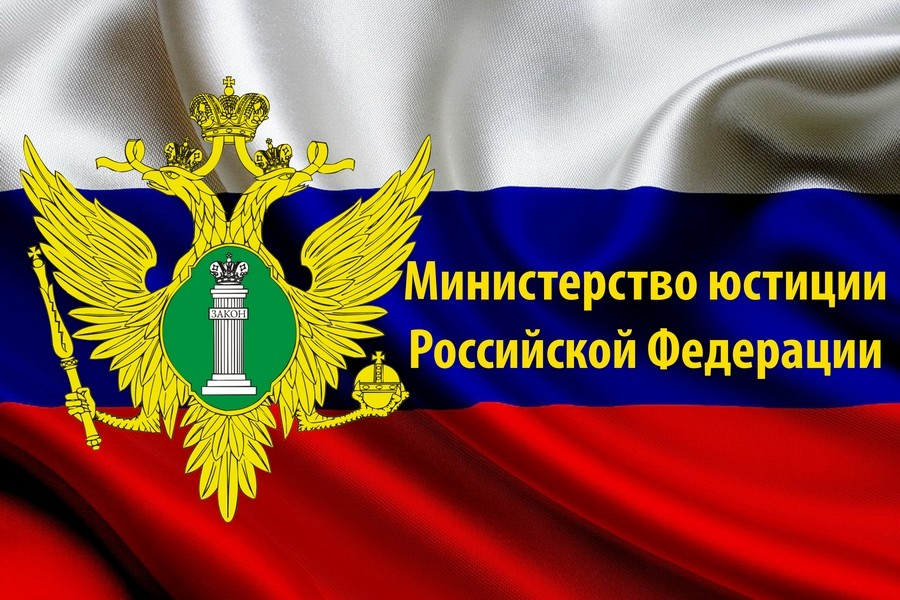 ЗАКОН
Министерство юстиции
Российской Федерации